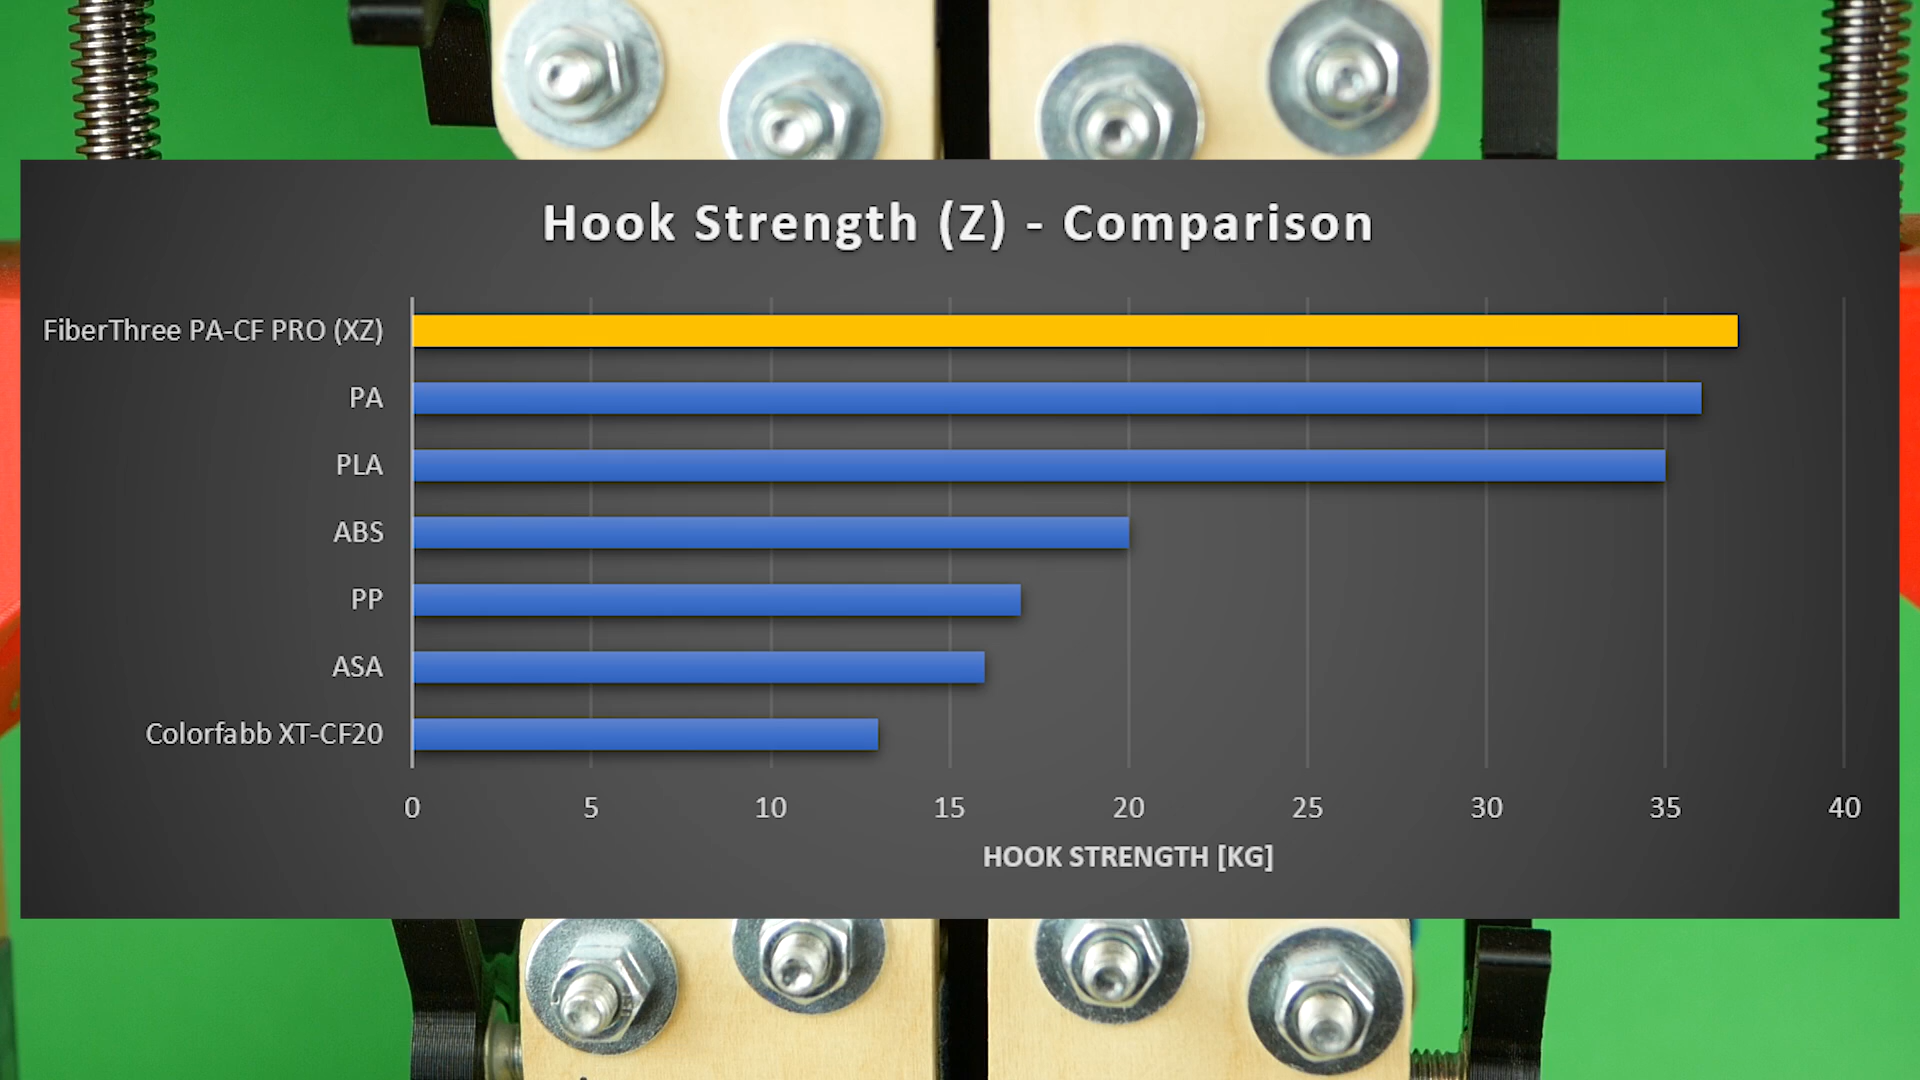 Hook Strength (Z) - Comparison
FiberThree PA-CF PRO (XZ)
PA
PLA
ABS
PP
ASA
Colorfabb XT-CF20
0 5 10 15 20 25 30 35 40
HOOK STRENGTH [KG]